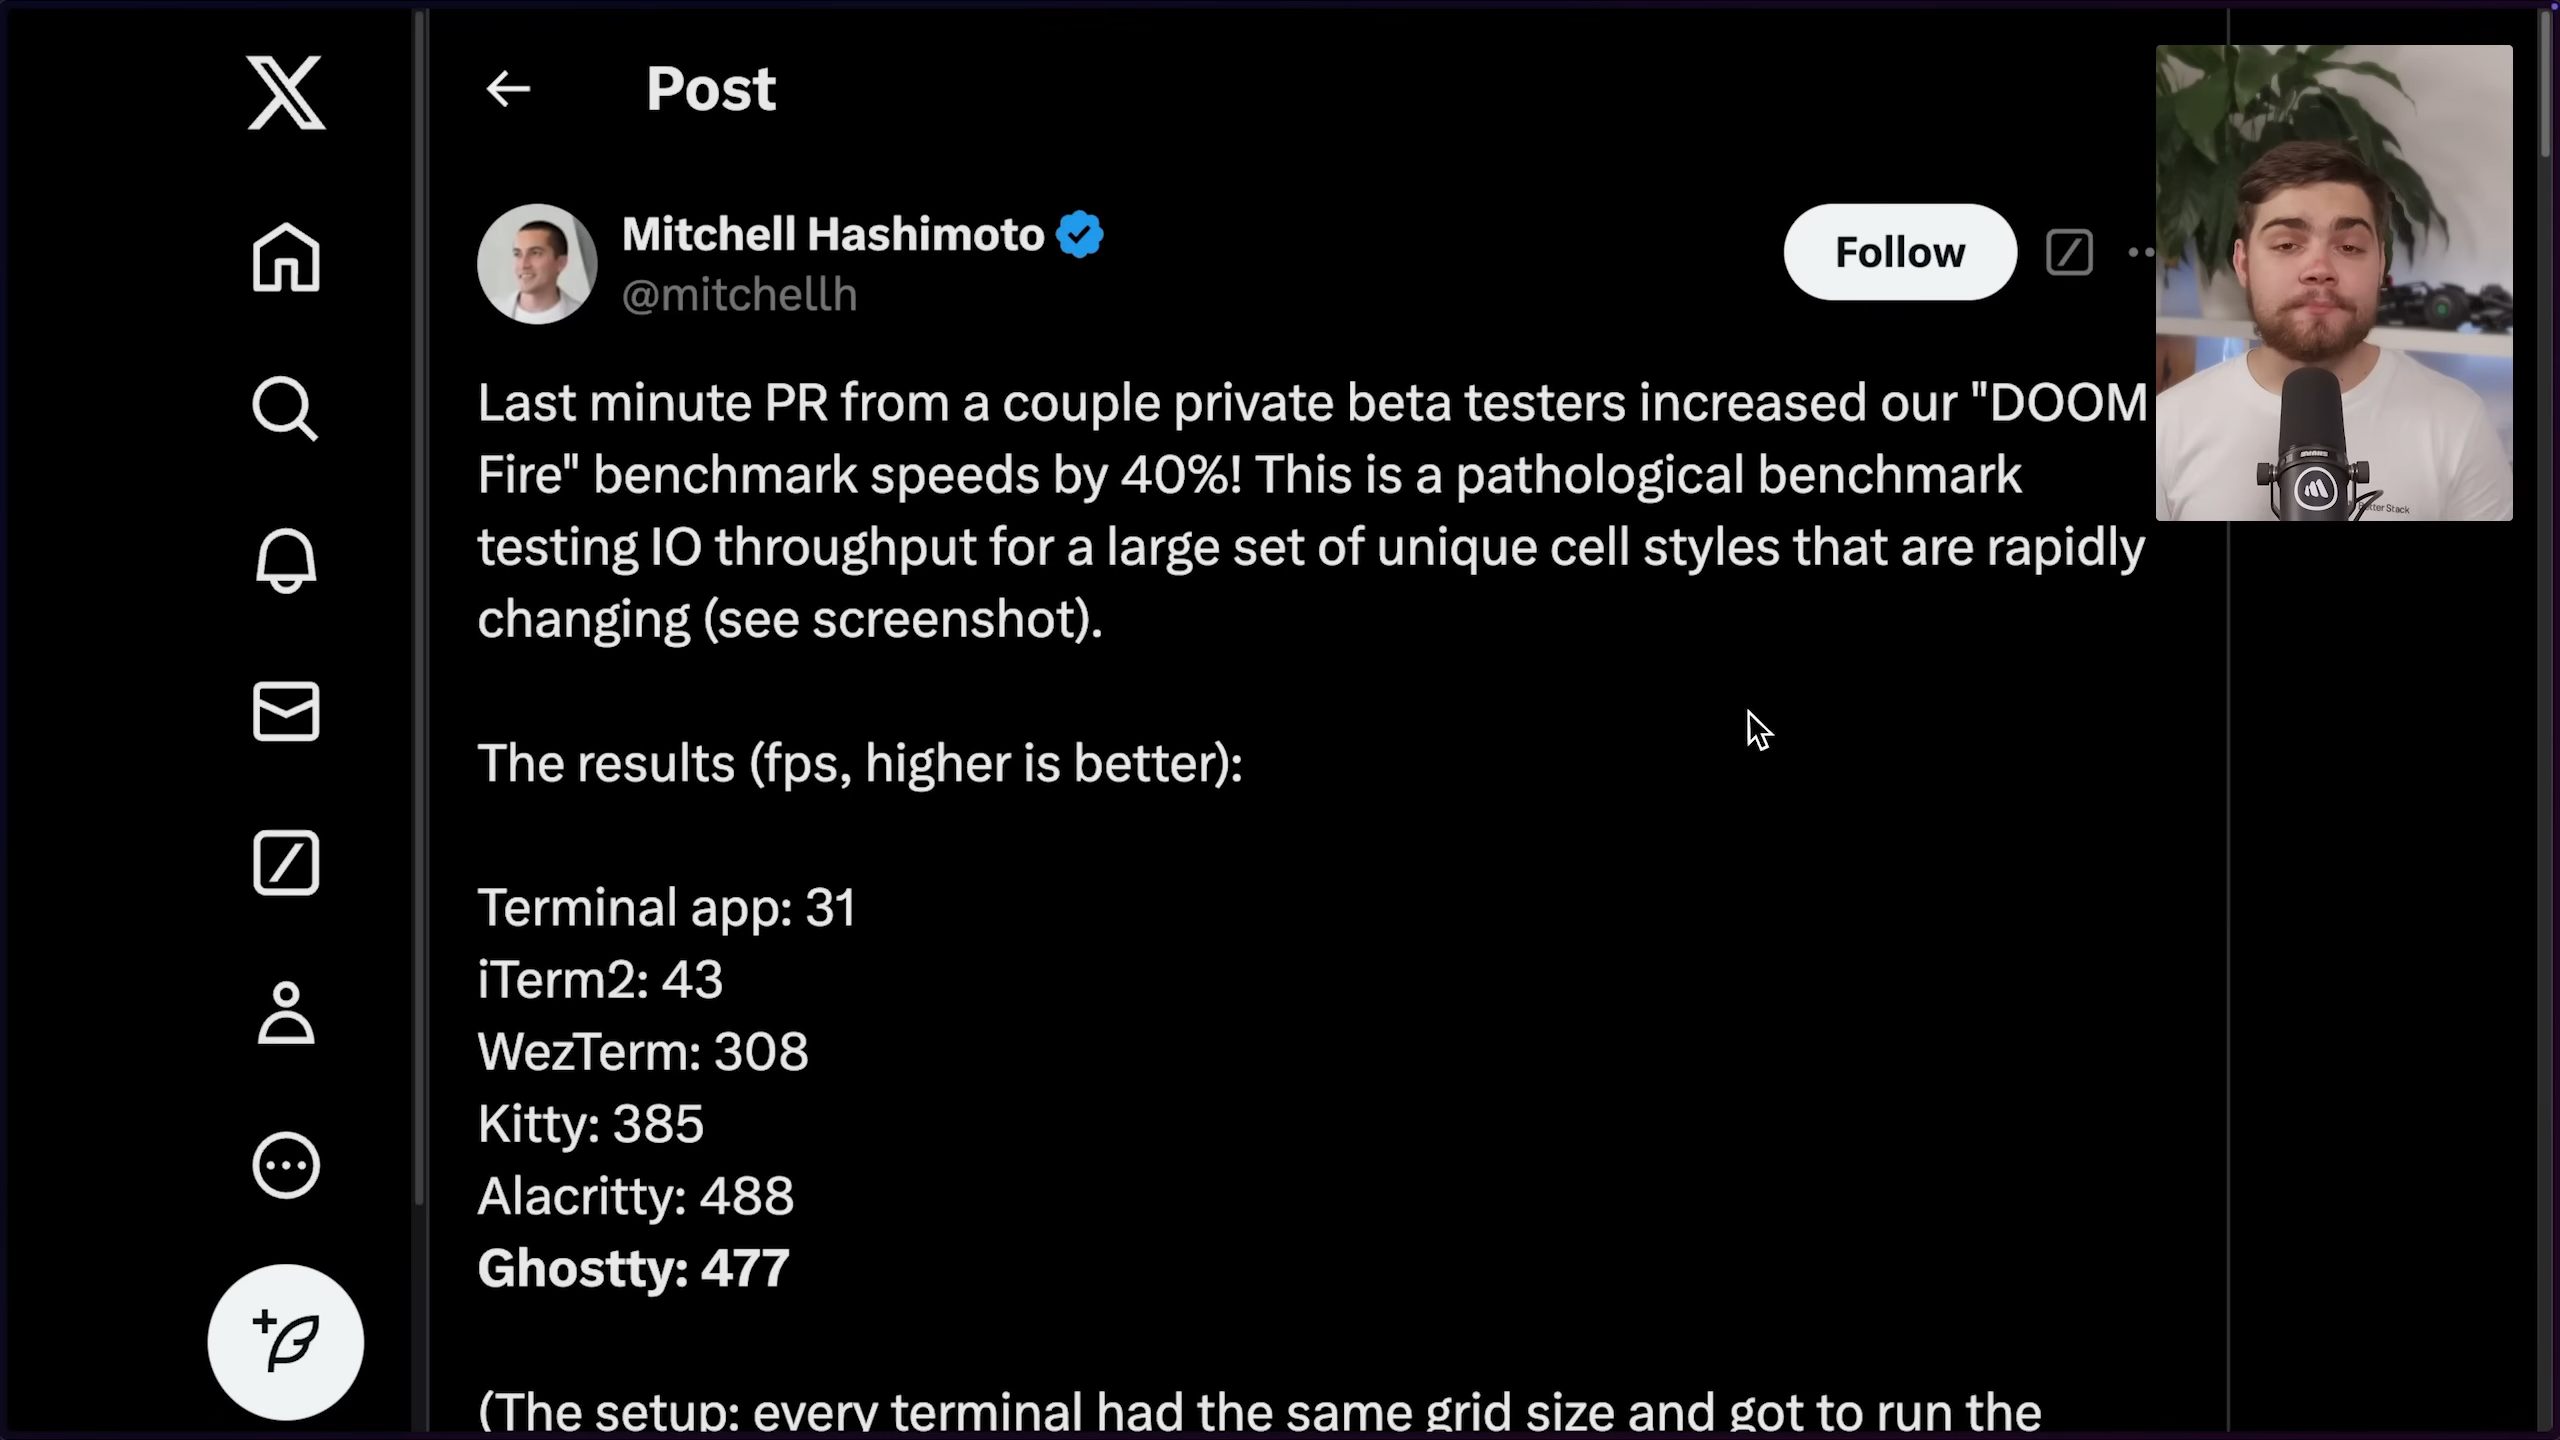 Post
Mitchell Hashimoto
@mitchellh
Follow
Last minute PR from a couple private beta testers increased our "DOOM
Fire" benchmark speeds by 40%! This is a pathological benchmark
testing IO throughput for a large set of unique cell styles that are rapidly
changing (see screenshot).
The results (fps, higher is better):
Terminal app: 31
iTerm2: 43
WezTerm: 308
Kitty: 385
Alacritty: 488
Ghostty: 477
(The setup: every terminal had the same grid size and got to run the
Better Stack